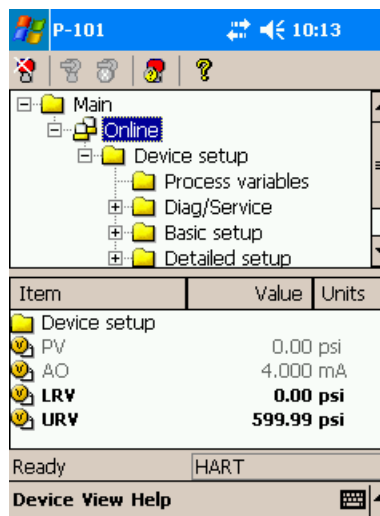 P-101 10:13
Main
Online
Device setup
Process variables
Diag/Service
Basic setup
Detailed setup
Item Value Units
Device setup
PV 0.00 psi
AO 4.000 mA
LRV 0.00 psi
URV 599.99 psi
Ready HART
Device View Help